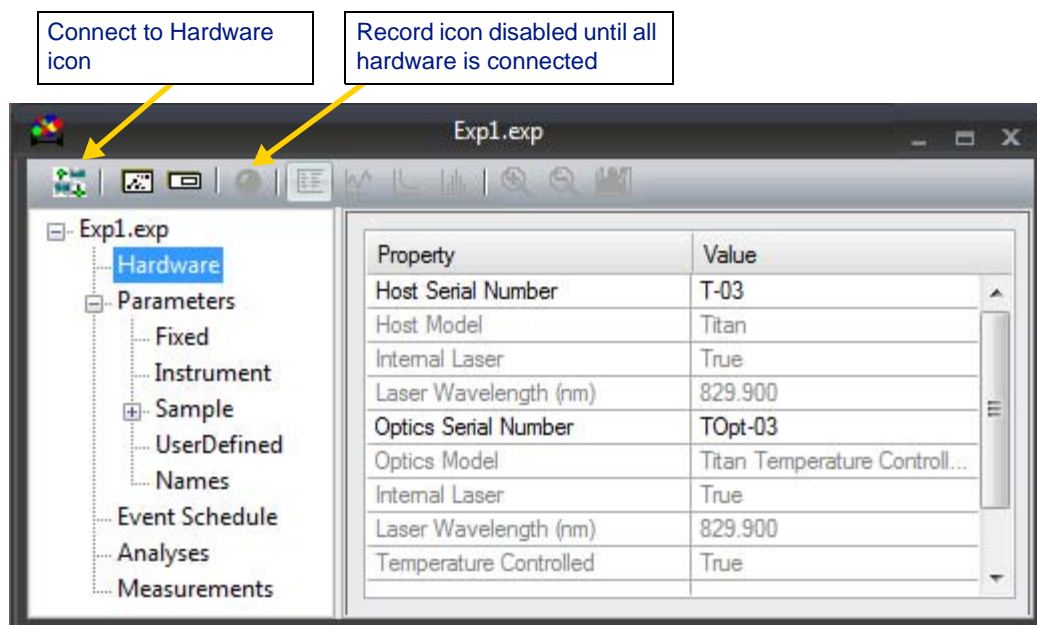 Connect to Hardware
icon
Record icon disabled until all
hardware is connected
Exp1.exp
Exp1.exp
Hardware
Parameters
Fixed
Instrument
Sample
UserDefined
Names
Event Schedule
Analyses
Measurements
Property Value
Host Serial Number T-03
Host Model Titan
Internal Laser True
Laser Wavelength (nm) 829.900
Optics Serial Number TOpt-03
Optics Model Titan Temperature Controll...
Internal Laser True
Laser Wavelength (nm) 829.900
Temperature Controlled True